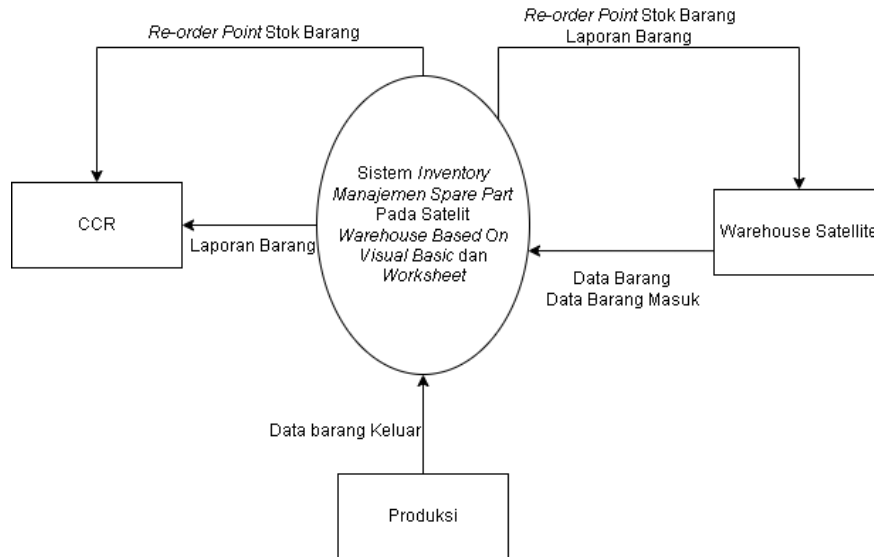 Re-order Point Stok Barang
Re-order Point Stok Barang
Laporan Barang
Sistem Inventory
Manajemen Spare Part
Pada Satelit
Warehouse Based On
Visual Basic dan
Worksheet
CCR
Laporan Barang
Warehouse Satellite
Data Barang
Data Barang Masuk
Data barang Keluar
Produksi